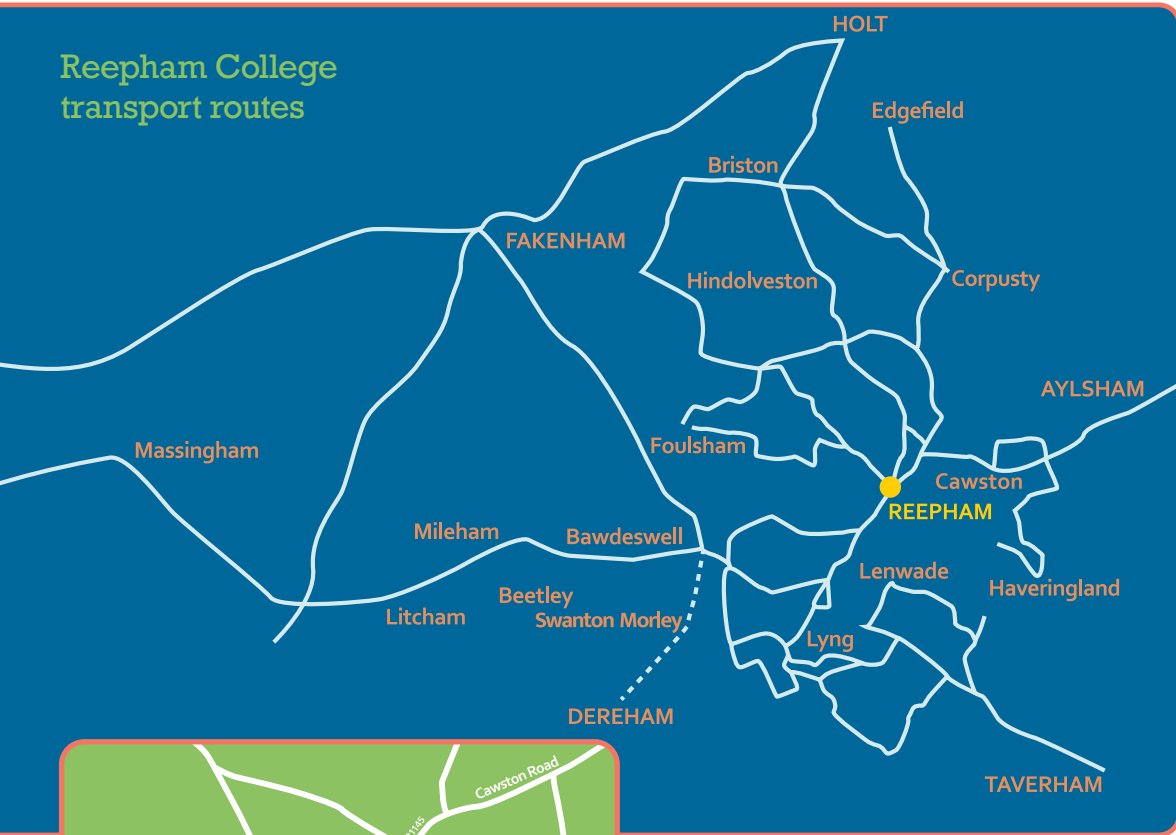 Reepham College
transport routes
HOLT
Edgefield
Briston
FAKENHAM
Hindolveston
Corpusty
AYLSHAM
Massingham
Foulsham
Cawston
REEPHAM
Mileham
Bawdeswell
Lenwade
Haveringland
Beetley
Litcham
Swanton Morley
Lyng
DEREHAM
Cawston Road
TAVERHAM